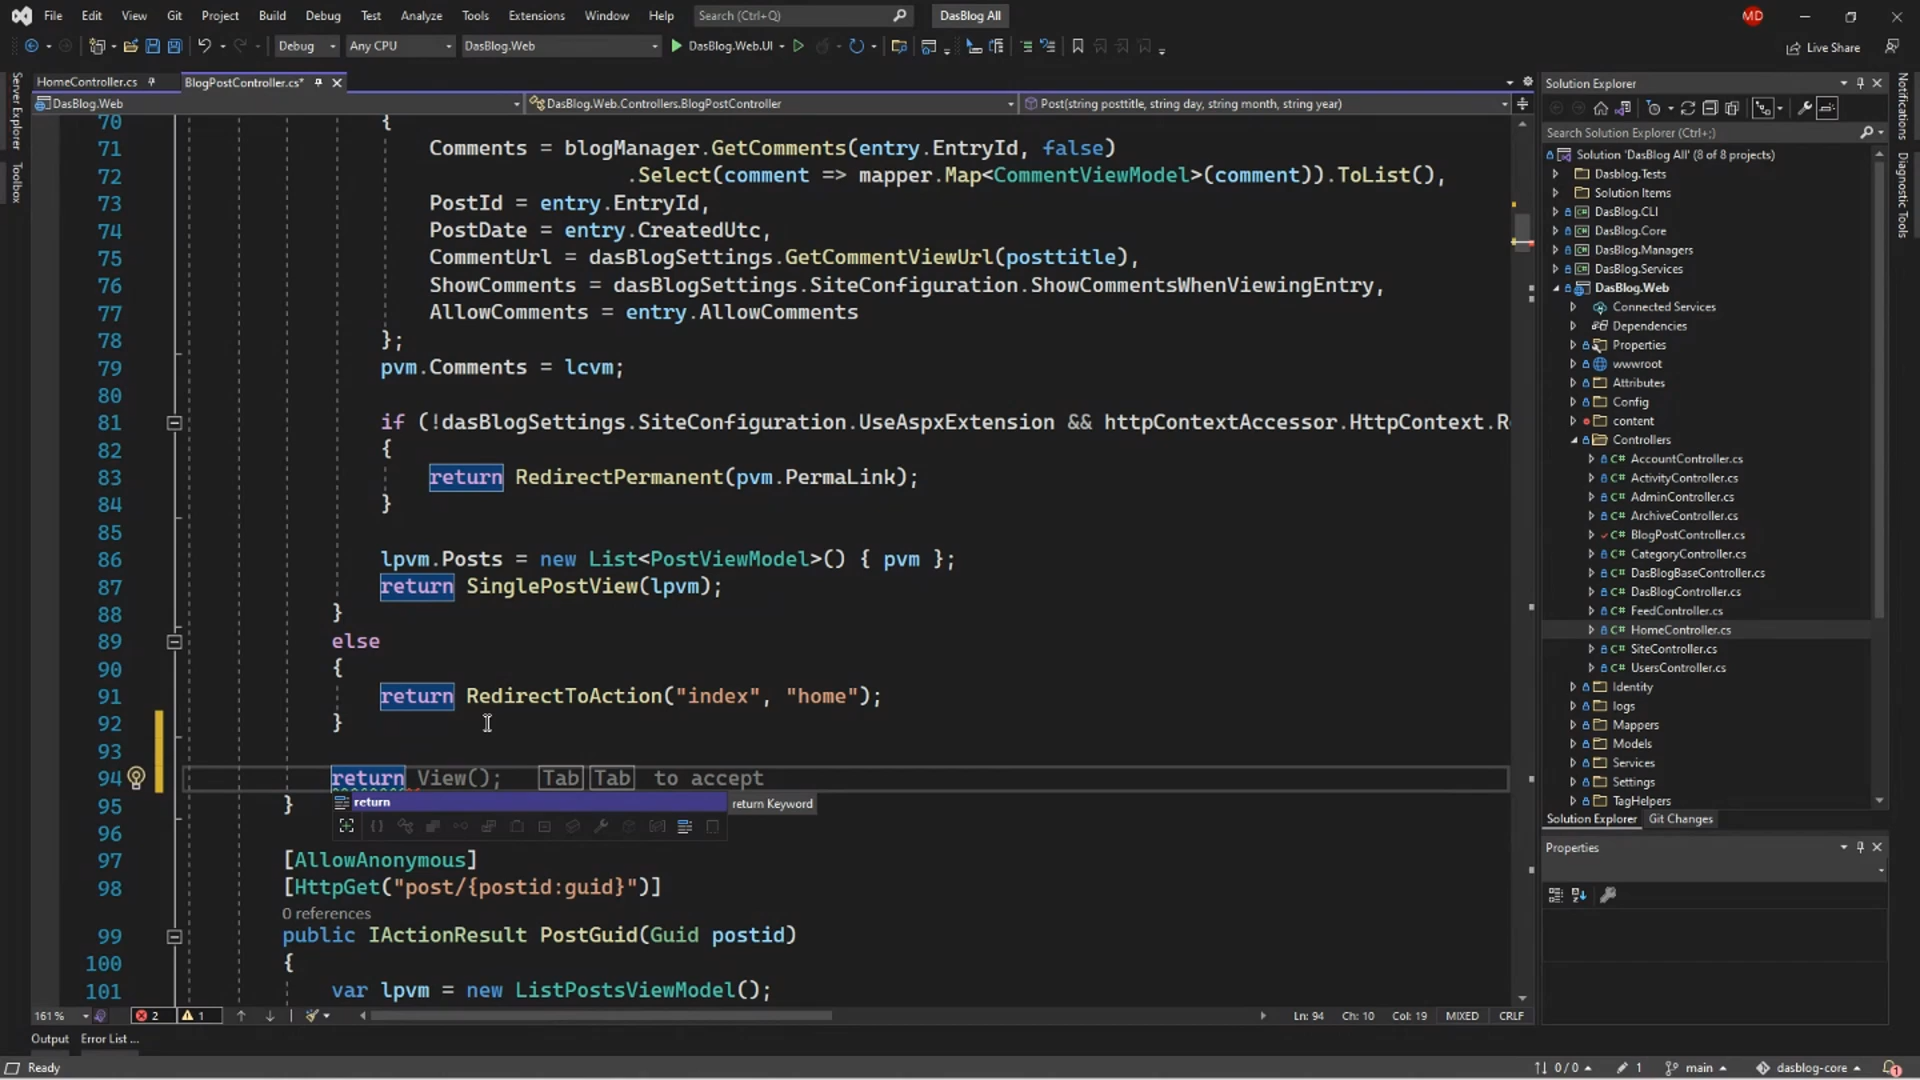 File Edit View Git Project Build Debug Test Analyze Tools Extensions Window Help Search (Ctrl+Q) DasBlog All MD
Debug Any CPU DasBlog.Web DasBlog.Web.UI Live Share
Server Explorer
Toolbox
HomeController.cs BlogPostController.cs*
DasBlog.Web DasBlog.Web.Controllers.BlogPostController Post(string posttitle, string day, string month, string year)
70 {
71 Comments = blogManager.GetComments(entry.EntryId, false)
72 .Select(comment => mapper.Map<CommentViewModel>(comment)).ToList(),
73 PostId = entry.EntryId,
74 PostDate = entry.CreatedUtc,
75 CommentUrl = dasBlogSettings.GetCommentViewUrl(posttitle),
76 ShowComments = dasBlogSettings.SiteConfiguration.ShowCommentsWhenViewingEntry,
77 AllowComments = entry.AllowComments
78 };
79 pvm.Comments = lcvm;
80
81 if (!dasBlogSettings.SiteConfiguration.UseAspxExtension && httpContextAccessor.HttpContext.R
82 {
83 return RedirectPermanent(pvm.PermaLink);
84 }
85
86 lpvm.Posts = new List<PostViewModel>() { pvm };
87 return SinglePostView(lpvm);
88 }
89 else
90 {
91 return RedirectToAction("index", "home");
92 }
93
94 return View(); Tab Tab to accept
return return Keyword
95 }
96
97 [AllowAnonymous]
98 [HttpGet("post/{postid:guid}")]
0 references
99 public IActionResult PostGuid(Guid postid)
100 {
101 var lpvm = new ListPostsViewModel();
161 % 2 1 Ln: 94 Ch: 10 Col: 19 MIXED CRLF
Output Error List ...
Ready 0 / 0 1 main dasblog-core 1
Solution Explorer
Search Solution Explorer (Ctrl+;)
Solution 'DasBlog All' (8 of 8 projects)
Dasblog.Tests
Solution Items
DasBlog.CLI
DasBlog.Core
DasBlog.Managers
DasBlog.Services
DasBlog.Web
Connected Services
Dependencies
Properties
wwwroot
Attributes
Config
content
Controllers
C# AccountController.cs
C# ActivityController.cs
C# AdminController.cs
C# ArchiveController.cs
C# BlogPostController.cs
C# CategoryController.cs
C# DasBlogBaseController.cs
C# DasBlogController.cs
C# FeedController.cs
C# HomeController.cs
C# SiteController.cs
C# UsersController.cs
Identity
logs
Mappers
Models
Services
Settings
TagHelpers
Solution Explorer Git Changes
Properties
Notifications
Diagnostic Tools